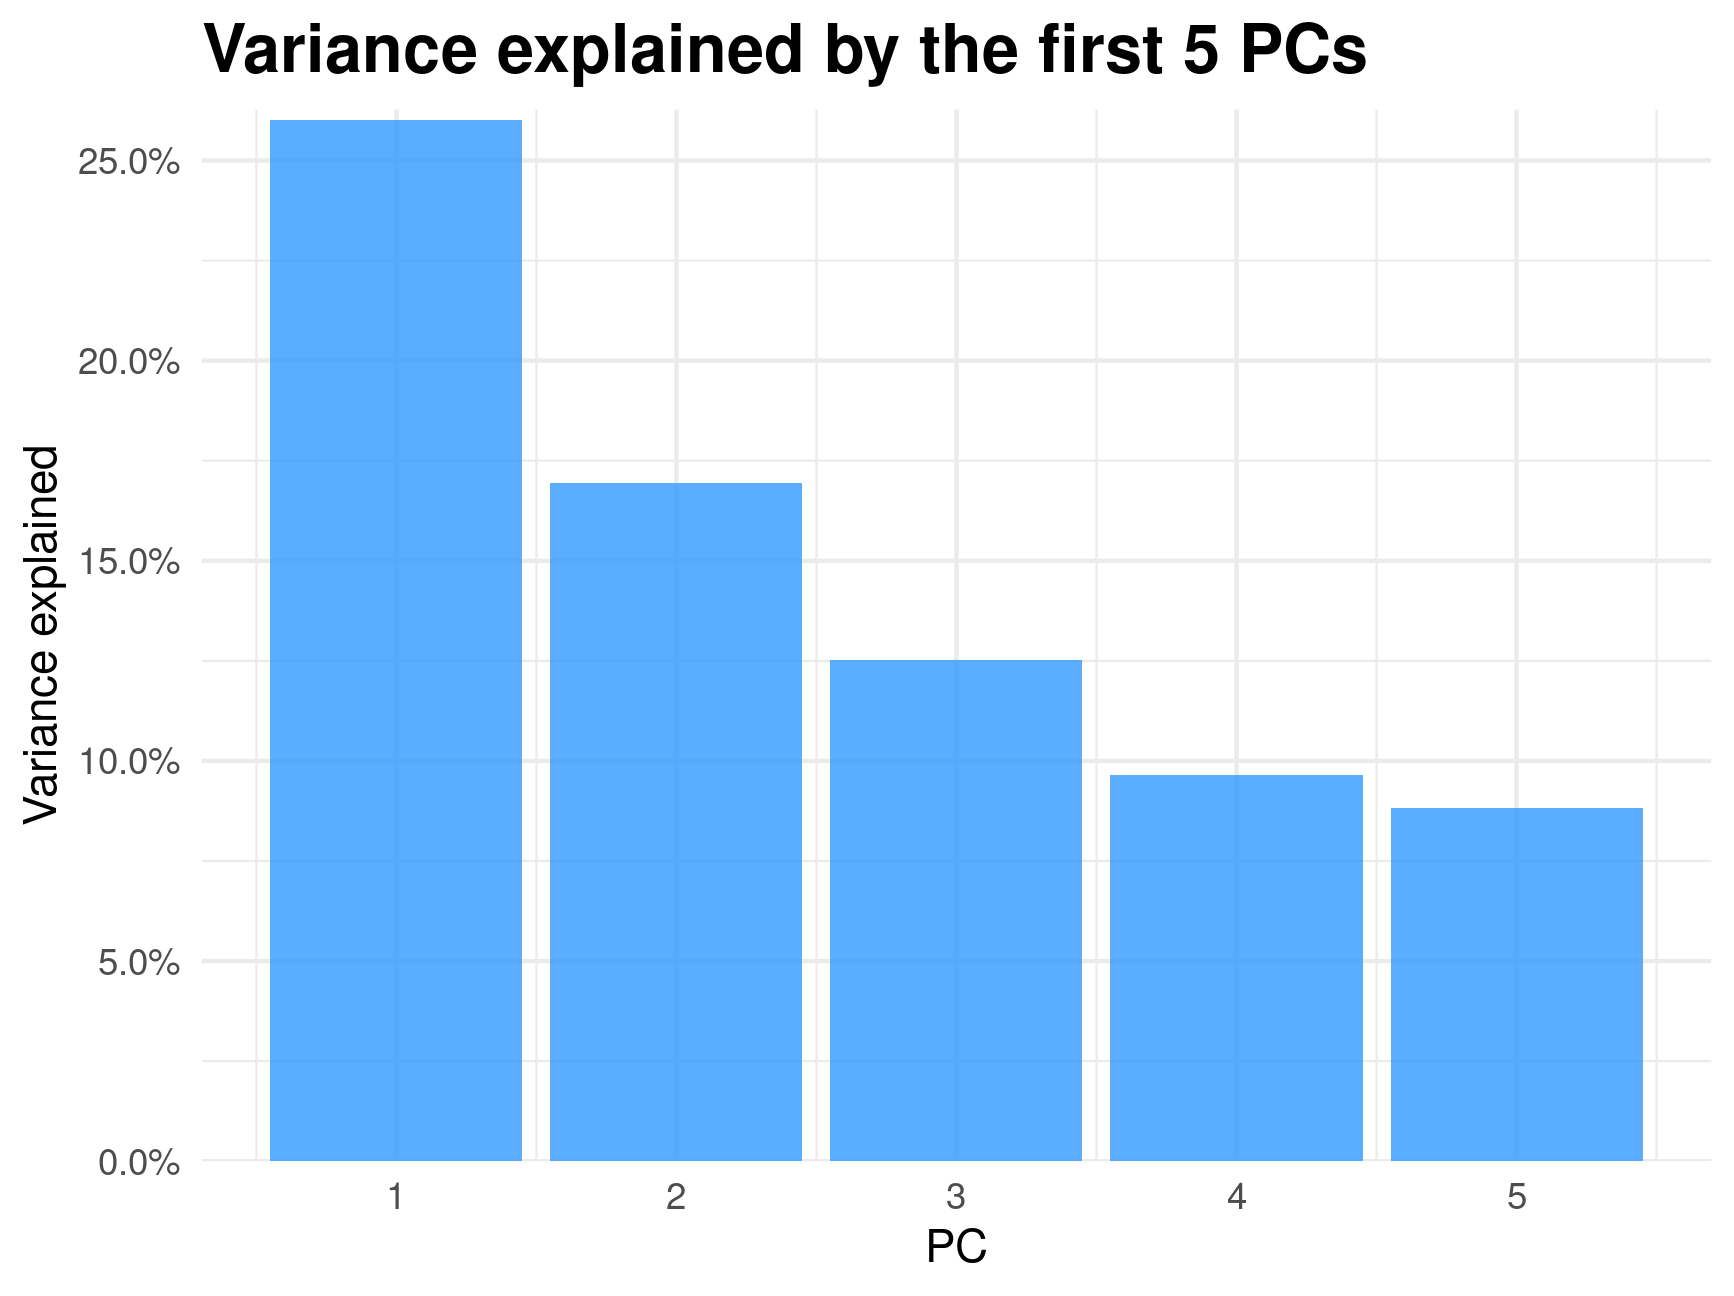 Variance explained by the first 5 PCs
Variance explained
25.0%
20.0%
15.0%
10.0%
5.0%
0.0%
1 2 3 4 5
PC